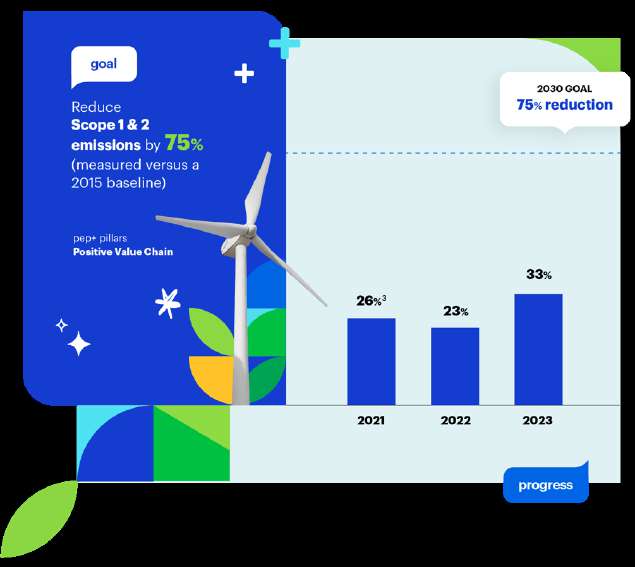 goal
Reduce
Scope 1 & 2
emissions by 75%
(measured versus a
2015 baseline)
pep+ pillars
Positive Value Chain
2030 GOAL
75% reduction
26%³
23%
33%
2021
2022
2023
progress